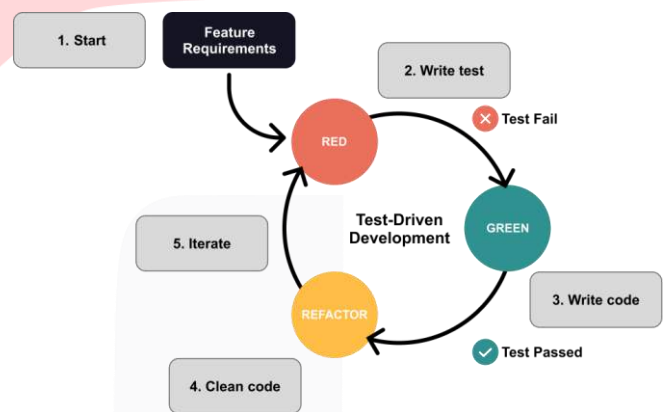 1. Start
Feature
Requirements
2. Write test
Test Fail
RED
Test-Driven
Development
GREEN
5. Iterate
3. Write code
REFACTOR
Test Passed
4. Clean code